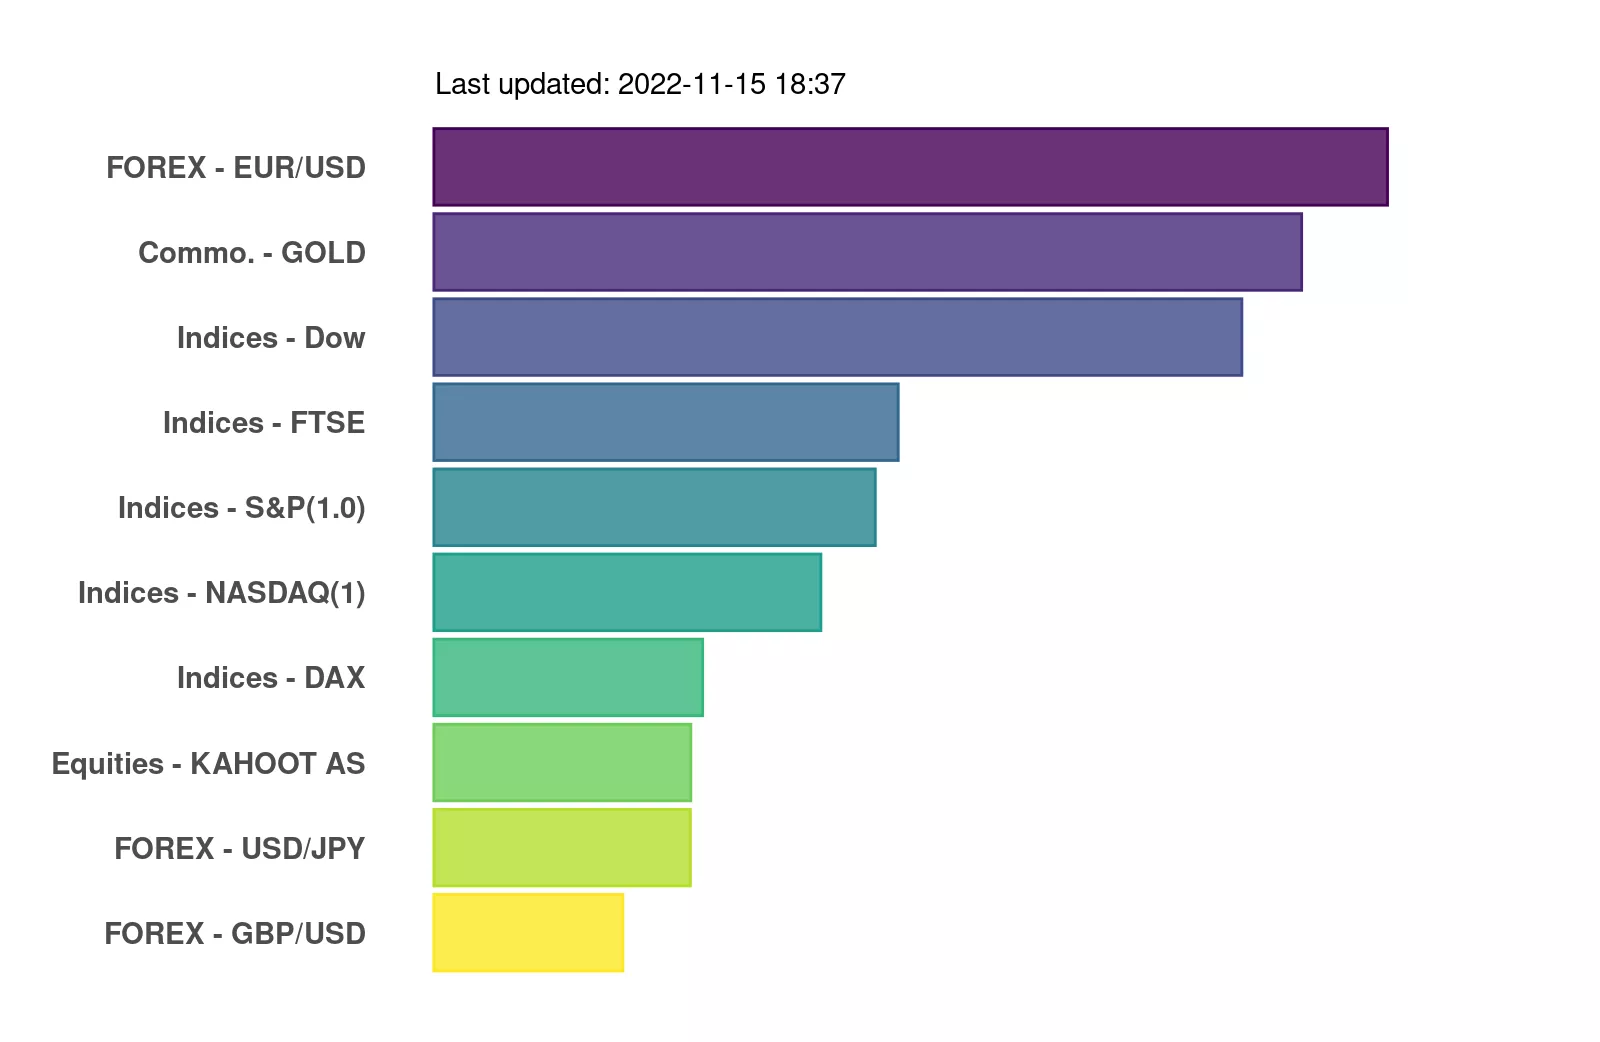 Last updated: 2022-11-15 18:37
FOREX - EUR/USD
Commo. - GOLD
Indices - Dow
Indices - FTSE
Indices - S&P(1.0)
Indices - NASDAQ(1)
Indices - DAX
Equities - KAHOOT AS
FOREX - USD/JPY
FOREX - GBP/USD